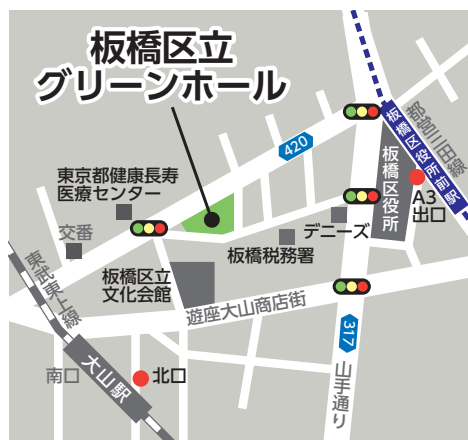 板橋区立
グリーンホール
420
都営三田線
板橋区役所前駅
東京都健康長寿
医療センター
板橋区役所
A3
出口
交番
デニーズ
板橋税務署
東武東上線
板橋区立
文化会館
遊座大山商店街
317
大山駅
南口
北口
山手通り